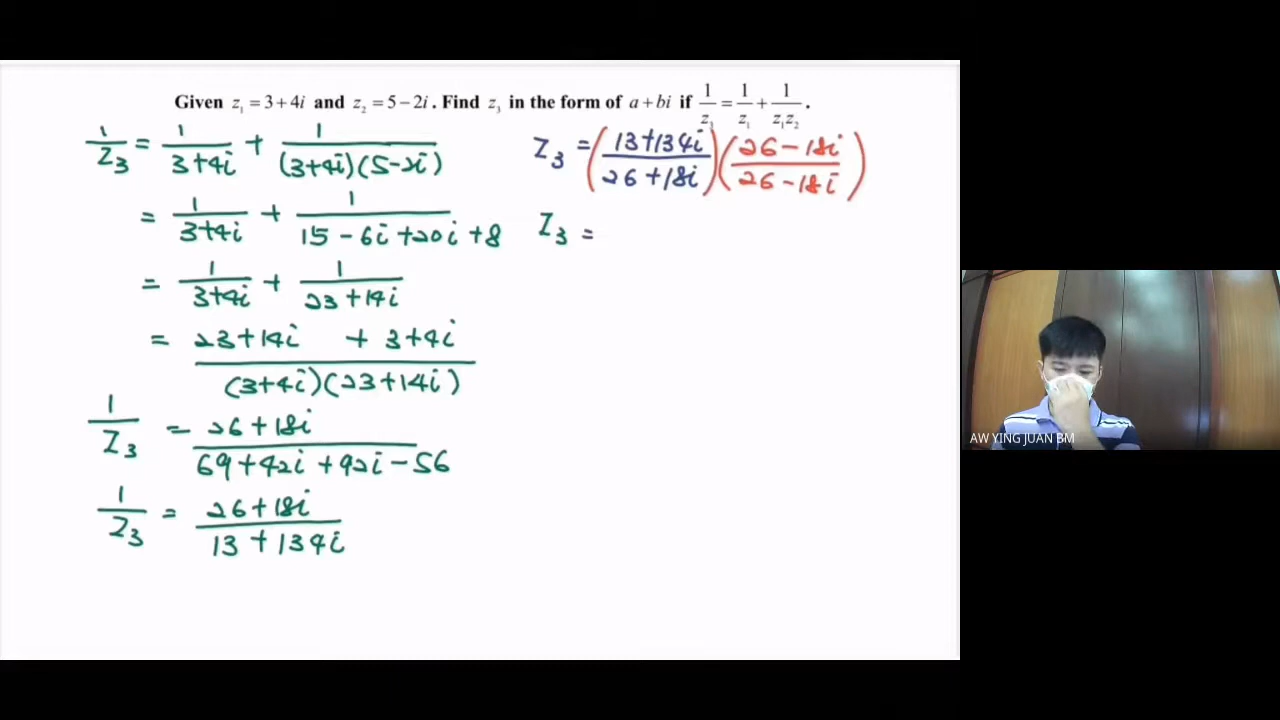 Given z₁ = 3 + 4i and z₂ = 5 − 2i. Find z₃ in the form of a + bi if 1/z₃ = 1/z₁ + 1/(z₁z₂).
1/Z₃ = 1/(3+4i) + 1/((3+4i)(5-2i))
= 1/(3+4i) + 1/(15 - 6i + 20i + 8)
= 1/(3+4i) + 1/(23+14i)
= (23+14i + 3+4i)/((3+4i)(23+14i))
1/Z₃ = (26+18i)/(69+42i+92i-56)
1/Z₃ = (26+18i)/(13+134i)
Z₃ = ((13+134i)/(26+18i))((26-18i)/(26-18i))
Z₃ =
AW YING JUAN BM